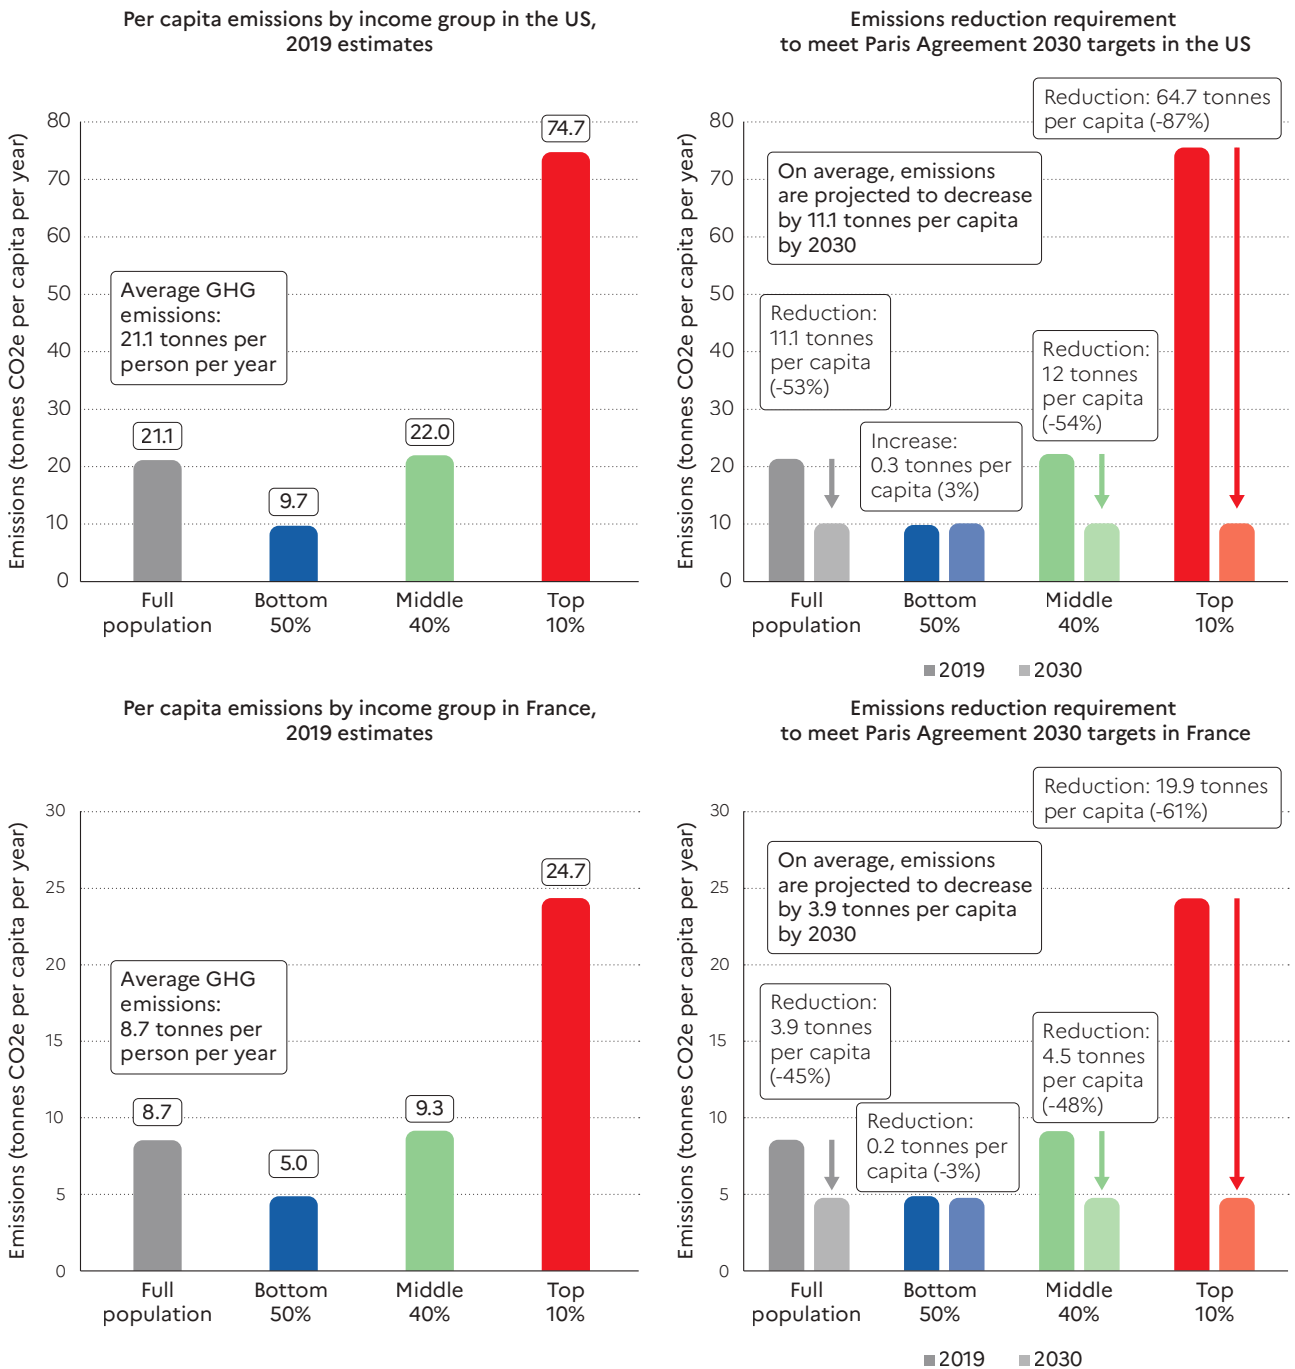 Per capita emissions by income group in the US,
2019 estimates
Emissions (tonnes CO2e per capita per year)
80
70
60
50
40
30
20
10
0
Average GHG
emissions:
21.1 tonnes per
person per year
21.1
9.7
22.0
74.7
Full
population
Bottom
50%
Middle
40%
Top
10%
Emissions reduction requirement
to meet Paris Agreement 2030 targets in the US
Emissions (tonnes CO2e per capita per year)
80
70
60
50
40
30
20
10
0
Reduction: 64.7 tonnes
per capita (-87%)
On average, emissions
are projected to decrease
by 11.1 tonnes per capita
by 2030
Reduction:
11.1 tonnes
per capita
(-53%)
Increase:
0.3 tonnes per
capita (3%)
Reduction:
12 tonnes
per capita
(-54%)
Full
population
Bottom
50%
Middle
40%
Top
10%
2019
2030
Per capita emissions by income group in France,
2019 estimates
Emissions (tonnes CO2e per capita per year)
30
25
20
15
10
5
0
Average GHG
emissions:
8.7 tonnes per
person per year
8.7
5.0
9.3
24.7
Full
population
Bottom
50%
Middle
40%
Top
10%
Emissions reduction requirement
to meet Paris Agreement 2030 targets in France
Emissions (tonnes CO2e per capita per year)
30
25
20
15
10
5
0
Reduction: 19.9 tonnes
per capita (-61%)
On average, emissions
are projected to decrease
by 3.9 tonnes per capita
by 2030
Reduction:
3.9 tonnes
per capita
(-45%)
Reduction:
0.2 tonnes per
capita (-3%)
Reduction:
4.5 tonnes
per capita
(-48%)
Full
population
Bottom
50%
Middle
40%
Top
10%
2019
2030